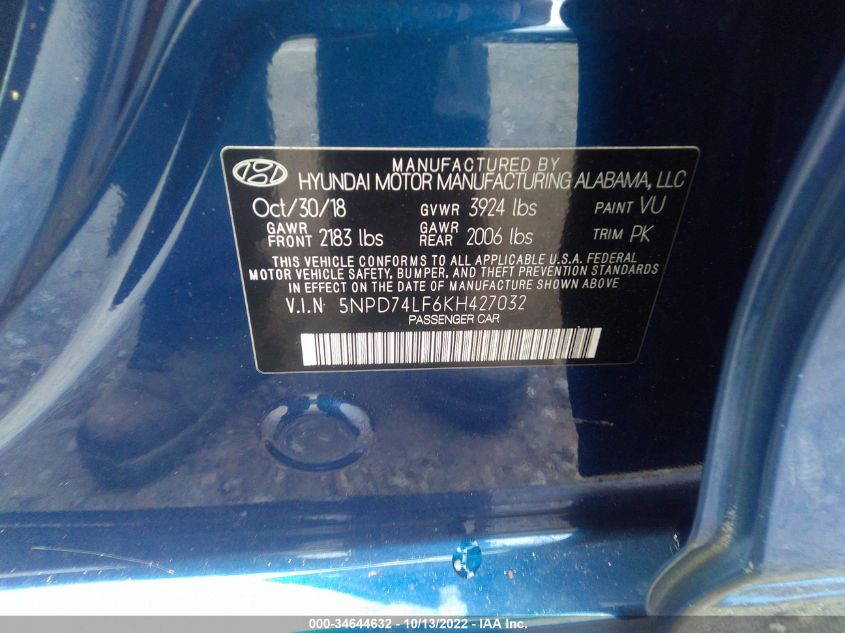 MANUFACTURED BY
HYUNDAI MOTOR MANUFACTURING ALABAMA, LLC
Oct/30/18 GVWR 3924 lbs PAINT VU
GAWR FRONT 2183 lbs GAWR REAR 2006 lbs TRIM PK
THIS VEHICLE CONFORMS TO ALL APPLICABLE U.S.A. FEDERAL
MOTOR VEHICLE SAFETY, BUMPER, AND THEFT PREVENTION STANDARDS
IN EFFECT ON THE DATE OF MANUFACTURE SHOWN ABOVE
V.I.N 5NPD74LF6KH427032
PASSENGER CAR
000-34644632 - 10/13/2022 - IAA Inc.